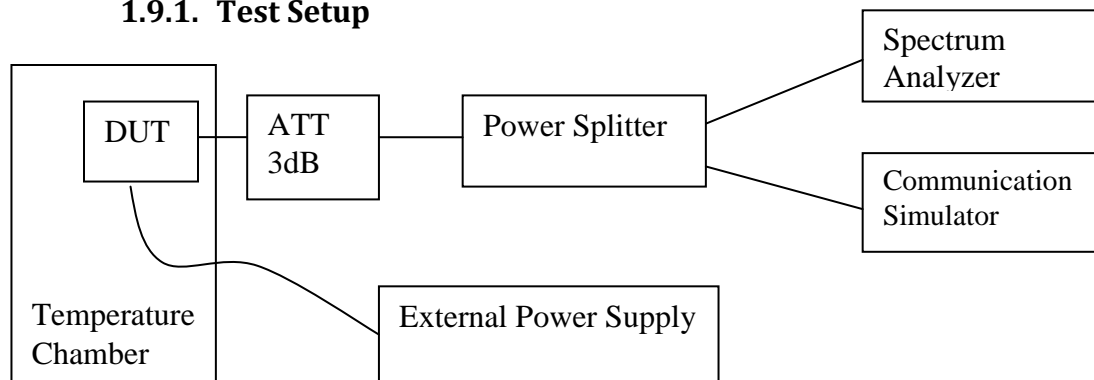 1.9.1. Test Setup
Spectrum
Analyzer
DUT
ATT
3dB
Power Splitter
Communication
Simulator
Temperature
Chamber
External Power Supply